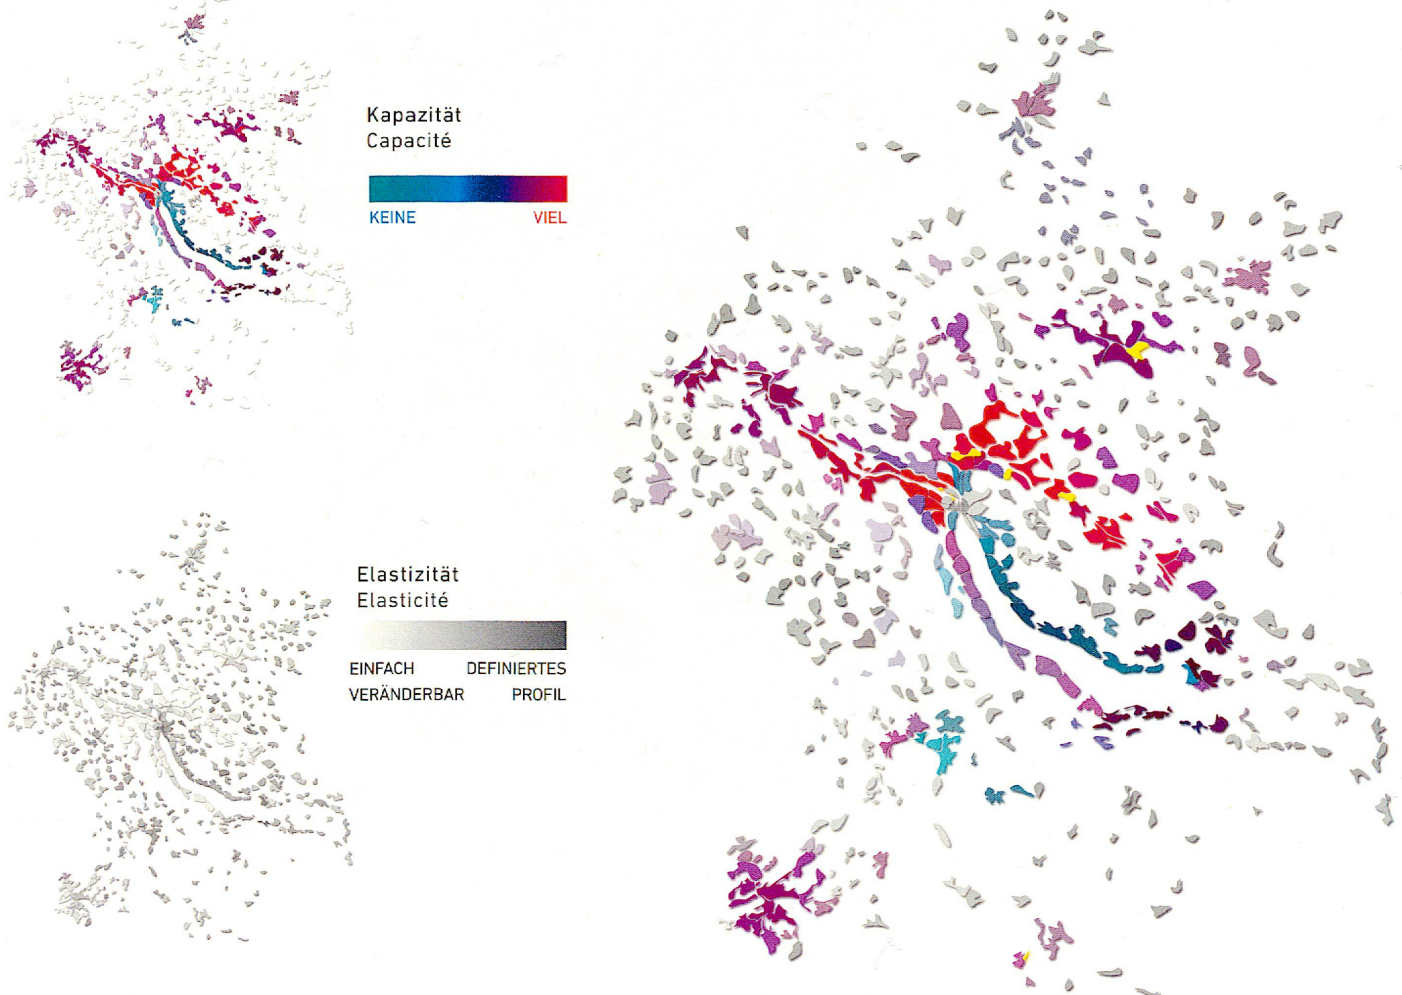 Kapazität
Capacité
KEINE VIEL
Elastizität
Elasticité
EINFACH DEFINIERTES
VERÄNDERBAR PROFIL